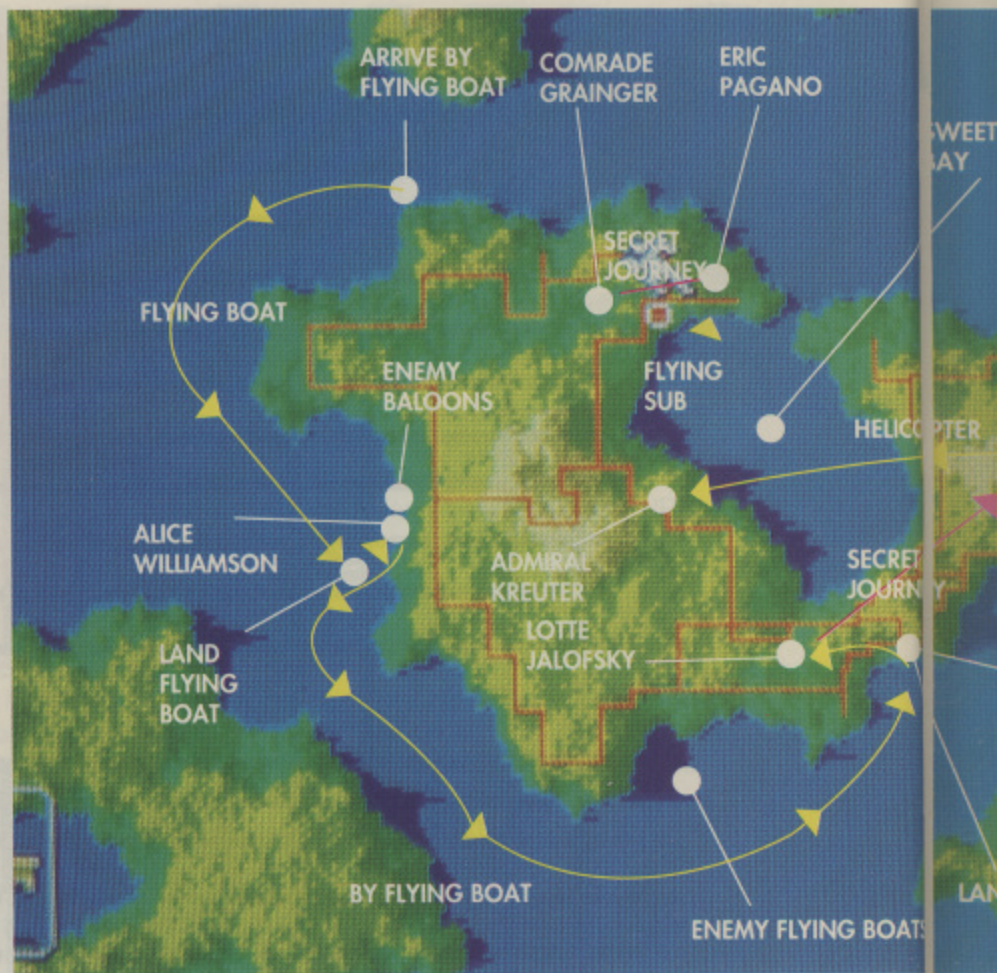 ARRIVE BY
FLYING BOAT
COMRADE
GRAINGER
ERIC
PAGANO
SWEET
BAY
SECRET
JOURNEY
FLYING BOAT
ENEMY
BALOONS
FLYING
SUB
HELICOPTER
ALICE
WILLIAMSON
ADMIRAL
KREUTER
SECRET
JOURNEY
LOTTE
JALOFSKY
LAND
FLYING
BOAT
BY FLYING BOAT
ENEMY FLYING BOATS
LAN